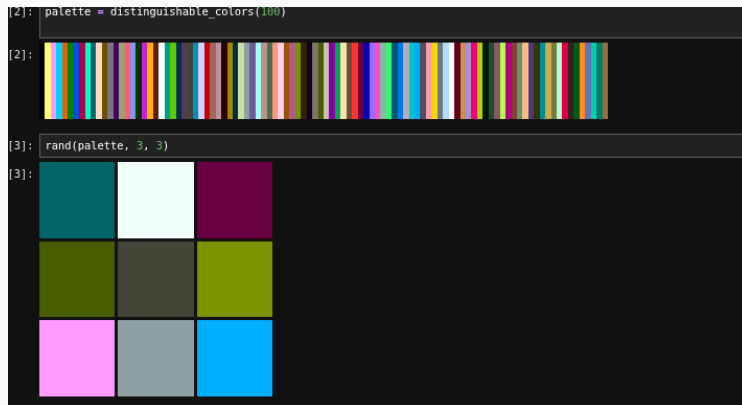 [2]: palette = distinguishable_colors(100)
[2]:
[3]: rand(palette, 3, 3)
[3]: